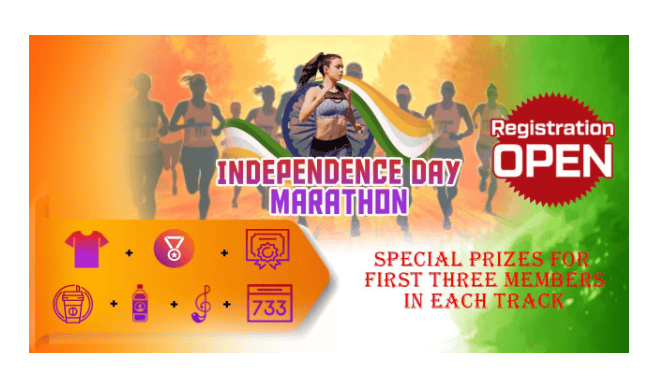 INDEPENDENCE DAY
MARATHON
Registration
OPEN
+
+
+
+
+
733
SPECIAL PRIZES FOR
FIRST THREE MEMBERS
IN EACH TRACK